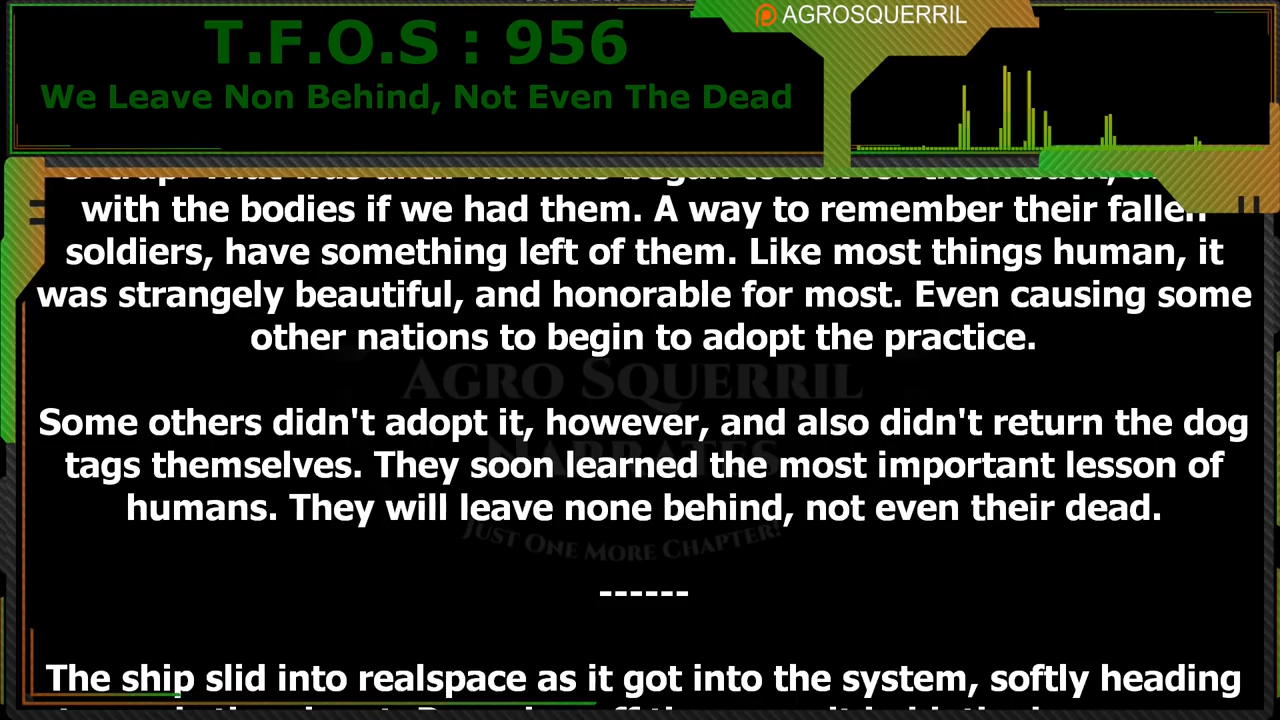 AGROSQUERRIL
T.F.O.S : 956
We Leave Non Behind, Not Even The Dead
with the bodies if we had them. A way to remember their fallen
soldiers, have something left of them. Like most things human, it
was strangely beautiful, and honorable for most. Even causing some
other nations to begin to adopt the practice.
Some others didn't adopt it, however, and also didn't return the dog
tags themselves. They soon learned the most important lesson of
humans. They will leave none behind, not even their dead.
------
The ship slid into realspace as it got into the system, softly heading
AGRO SQUERRIL
NARRATES
JUST ONE MORE CHAPTER!